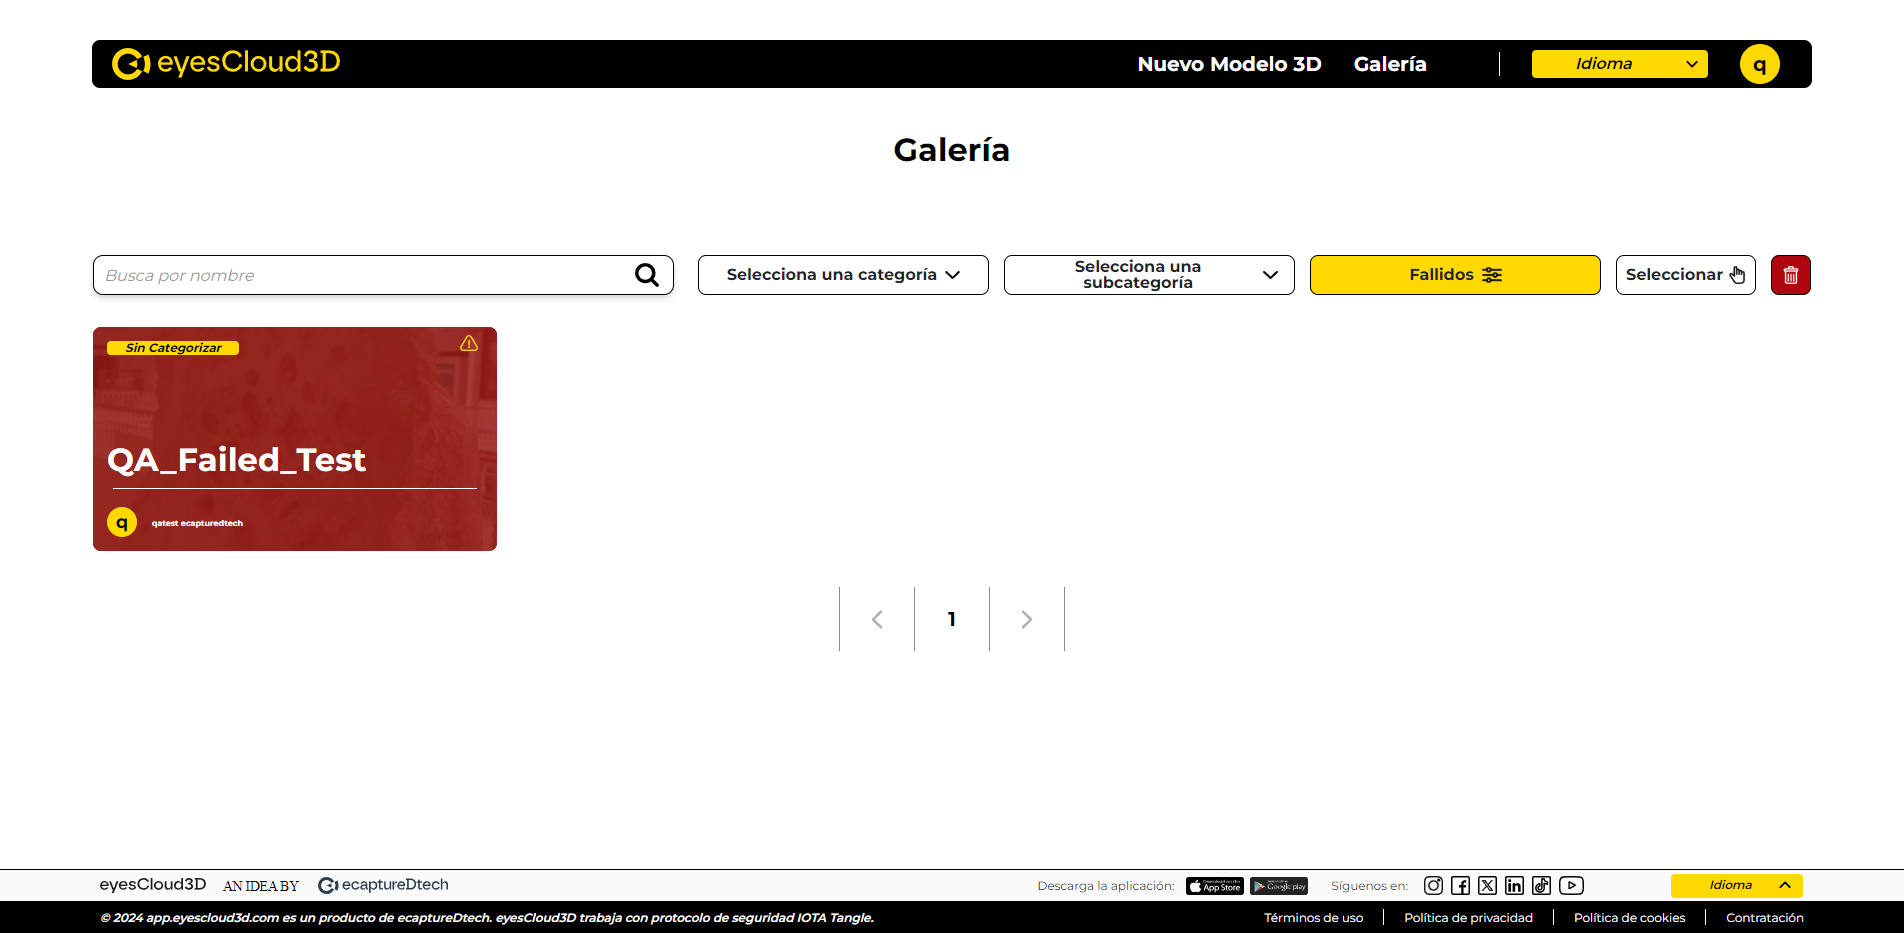 eyesCloud3D
Nuevo Modelo 3D
Galería
Idioma
q
Galería
Busca por nombre
Selecciona una categoría
Selecciona una
subcategoría
Fallidos
Seleccionar
Sin Categorizar
QA_Failed_Test
q
qatest ecapturedtech
1
eyesCloud3D
AN IDEA BY
ecaptureDtech
Descarga la aplicación:
App Store
Google play
Síguenos en:
Idioma
© 2024 app.eyescloud3d.com es un producto de ecaptureDtech. eyesCloud3D trabaja con protocolo de seguridad IOTA Tangle.
Términos de uso
Política de privacidad
Política de cookies
Contratación